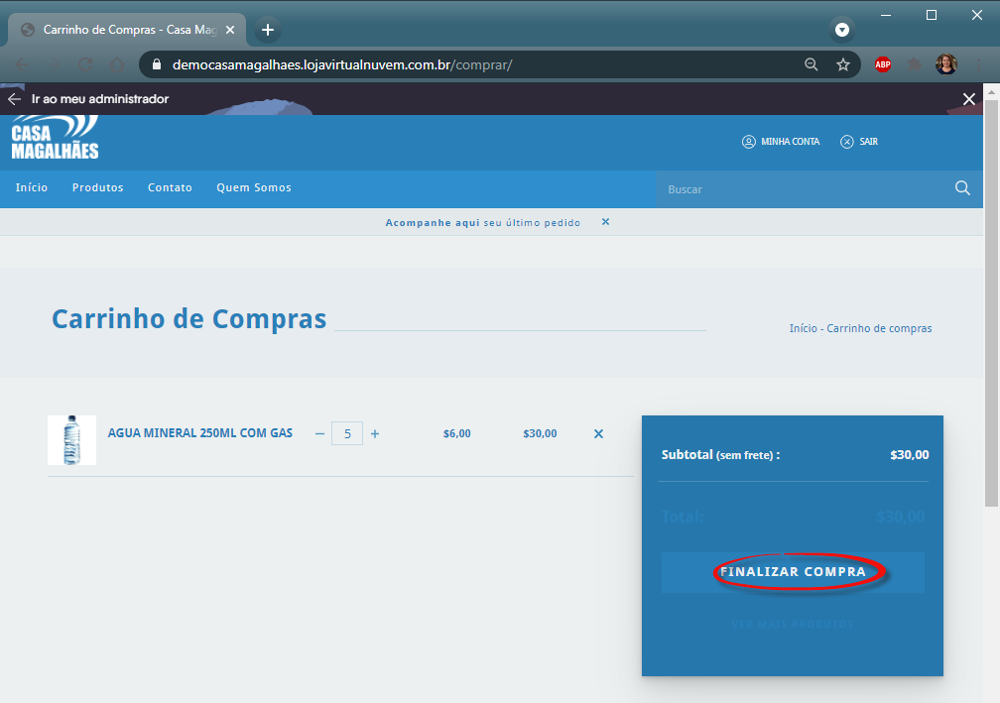 Carrinho de Compras - Casa Mag
democasamagalhaes.lojavirtualnuvem.com.br/comprar/
ABP
Ir ao meu administrador
CASA
MAGALHÃES
MINHA CONTA
SAIR
Início
Produtos
Contato
Quem Somos
Buscar
Acompanhe aqui seu último pedido
Carrinho de Compras
Início - Carrinho de compras
AGUA MINERAL 250ML COM GAS
5
$6,00
$30,00
Subtotal (sem frete) :
$30,00
Total:
$30,00
FINALIZAR COMPRA
VER MAIS PRODUTOS